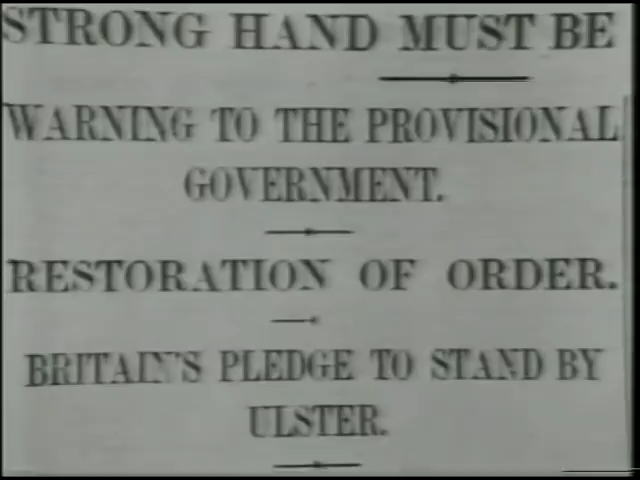 STRONG HAND MUST BE
WARNING TO THE PROVISIONAL
GOVERNMENT.
RESTORATION OF ORDER.
BRITAIN'S PLEDGE TO STAND BY
ULSTER.